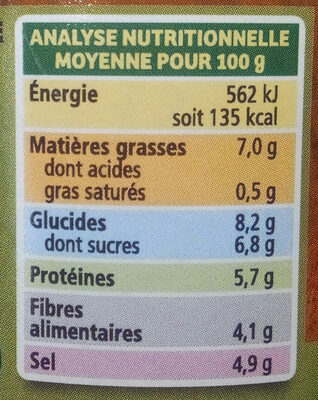 ANALYSE NUTRITIONNELLE
MOYENNE POUR 100 g
Énergie 562 kJ
soit 135 kcal
Matières grasses 7,0 g
dont acides
gras saturés 0,5 g
Glucides 8,2 g
dont sucres 6,8 g
Protéines 5,7 g
Fibres
alimentaires 4,1 g
Sel 4,9 g